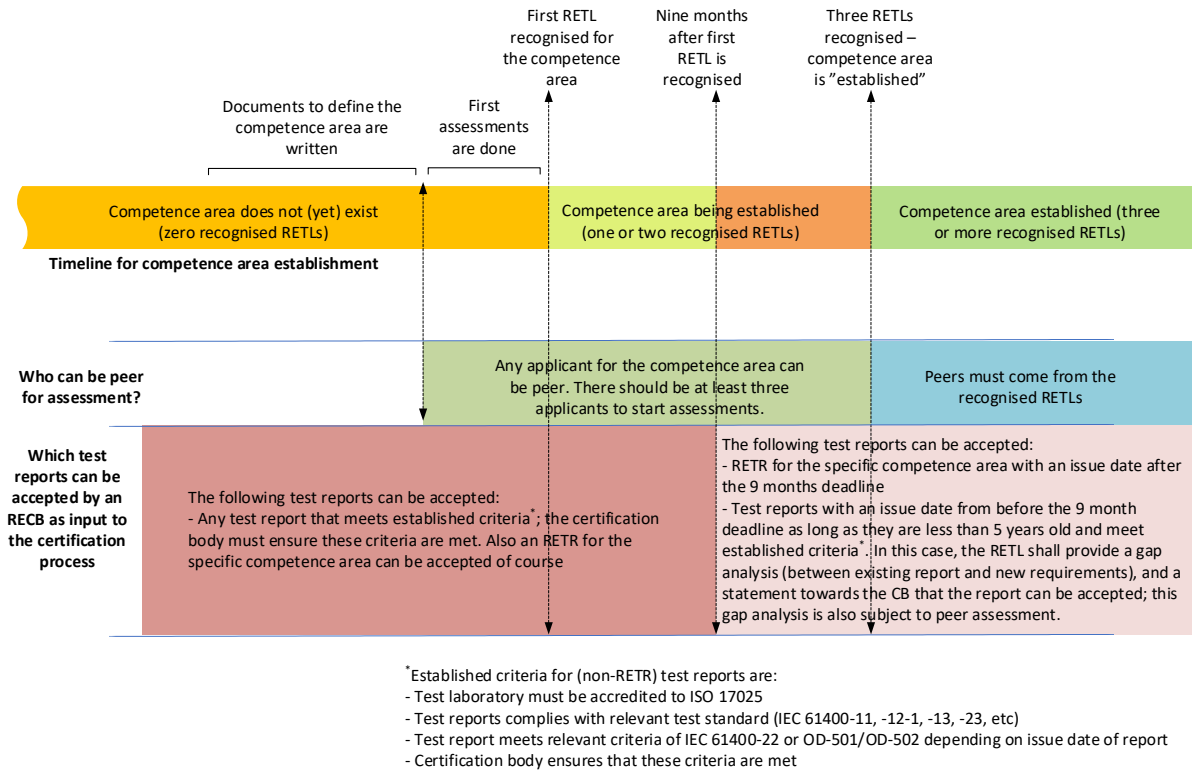 First RETL
recognised for
the competence
area
Nine months
after first
RETL is
recognised
Three RETLs
recognised –
competence area
is ”established”
Documents to define the
competence area are
written
First
assessments
are done
Competence area does not (yet) exist
(zero recognised RETLs)
Competence area being established
(one or two recognised RETLs)
Competence area established (three
or more recognised RETLs)
Timeline for competence area establishment
Who can be peer
for assessment?
Any applicant for the competence area can
be peer. There should be at least three
applicants to start assessments.
Peers must come from the
recognised RETLs
Which test
reports can be
accepted by an
RECB as input to
the certification
process
The following test reports can be accepted:
- Any test report that meets established criteria*; the certification
body must ensure these criteria are met. Also an RETR for the
specific competence area can be accepted of course
The following test reports can be accepted:
- RETR for the specific competence area with an issue date after
the 9 months deadline
- Test reports with an issue date from before the 9 month
deadline as long as they are less than 5 years old and meet
established criteria*. In this case, the RETL shall provide a gap
analysis (between existing report and new requirements), and a
statement towards the CB that the report can be accepted; this
gap analysis is also subject to peer assessment.
*Established criteria for (non-RETR) test reports are:
- Test laboratory must be accredited to ISO 17025
- Test reports complies with relevant test standard (IEC 61400-11, -12-1, -13, -23, etc)
- Test report meets relevant criteria of IEC 61400-22 or OD-501/OD-502 depending on issue date of report
- Certification body ensures that these criteria are met